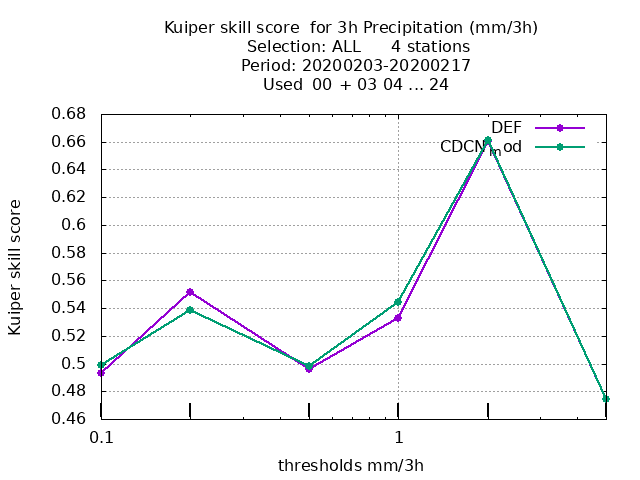 Kuiper skill score  for 3h Precipitation (mm/3h)
Selection: ALL      4 stations
Period: 20200203-20200217
Used  00  + 03 04 ... 24
0.68
0.66
0.64
0.62
0.6
0.58
0.56
0.54
0.52
0.5
0.48
0.46
Kuiper skill score
DEF
CDCNmod
0.1
1
thresholds mm/3h